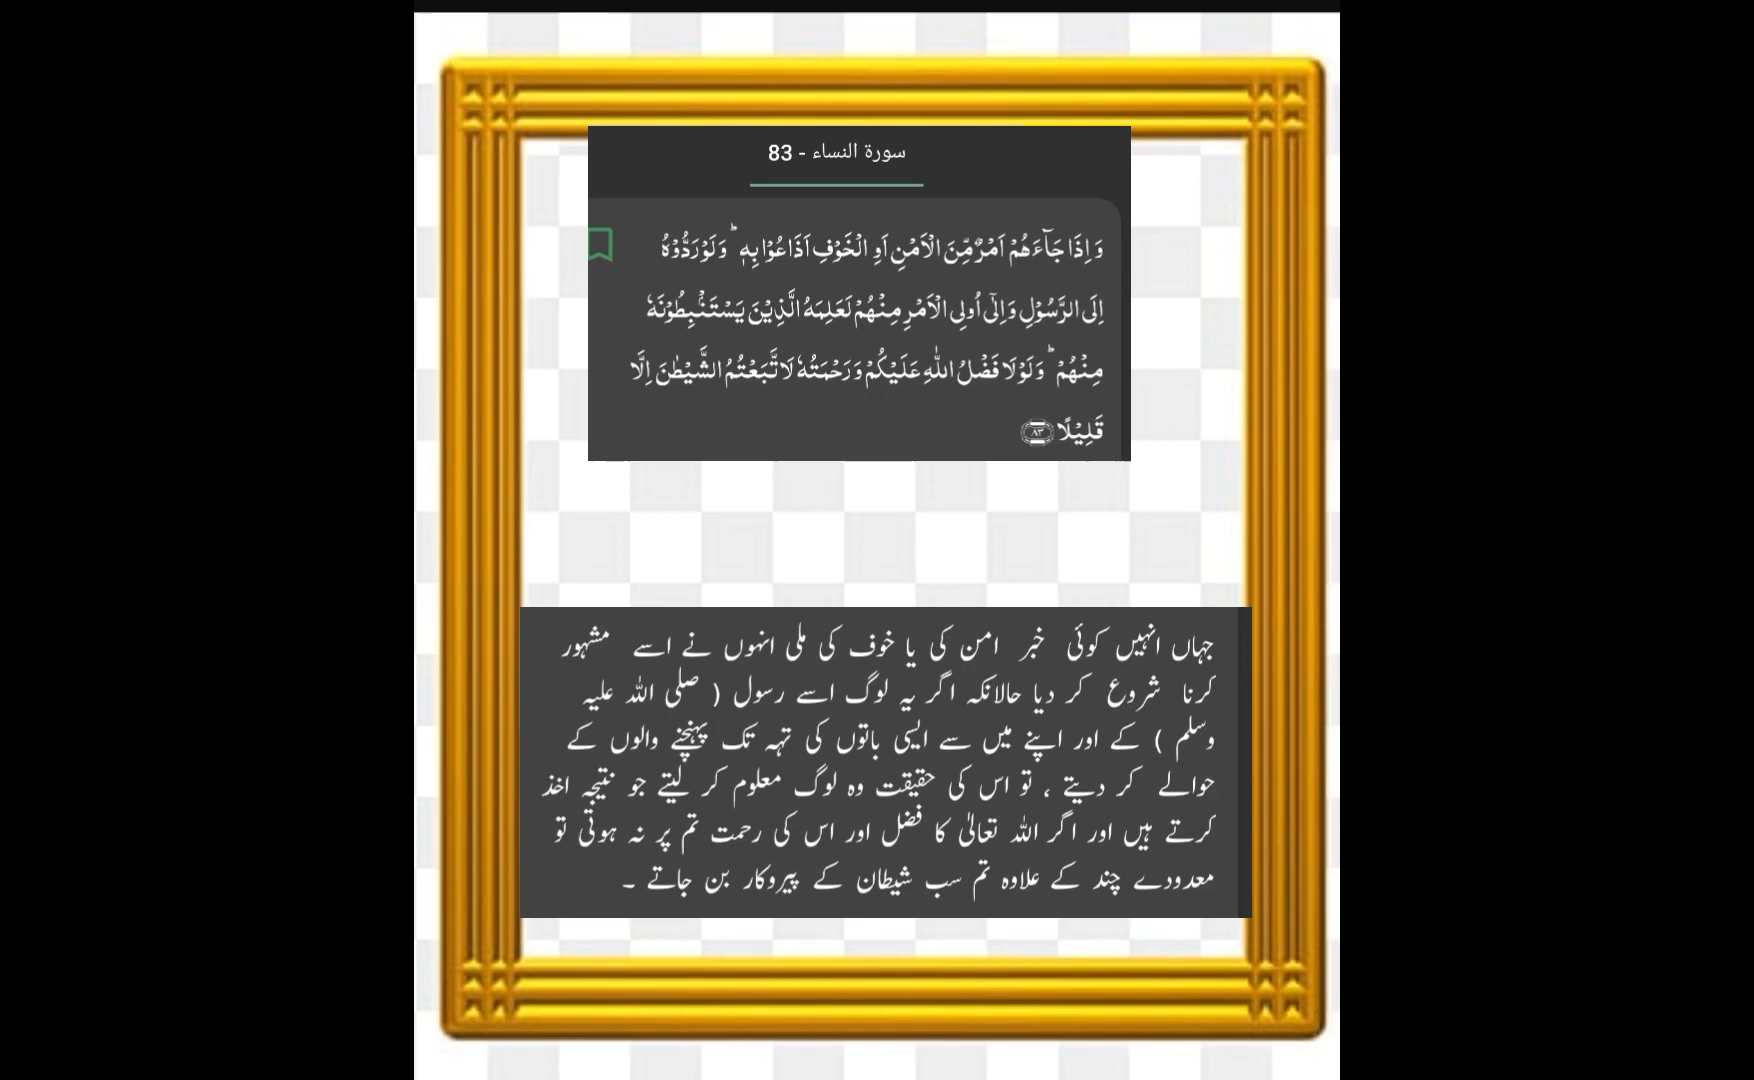 سورة النساء - 83
وَ اِذَا جَآءَهُمۡ اَمۡرٌ مِّنَ الۡاَمۡنِ اَوِ الۡخَوۡفِ اَذَاعُوۡا بِهٖ‌ ؕ وَلَوۡ رَدُّوۡهُ
اِلَى الرَّسُوۡلِ وَاِلٰٓى اُولِى الۡاَمۡرِ مِنۡهُمۡ لَعَلِمَهُ الَّذِيۡنَ يَسۡتَنۡۢبِطُوۡنَهٗ
مِنۡهُمۡ‌ؕ وَلَوۡلَا فَضۡلُ اللّٰهِ عَلَيۡكُمۡ وَرَحۡمَتُهٗ لَاتَّبَعۡتُمُ الشَّيۡطٰنَ اِلَّا
قَلِيۡلًا‏ ﴿۸۳﴾
جہاں انہیں کوئی خبر امن کی یا خوف کی ملی انہوں نے اسے مشہور
کرنا شروع کر دیا حالانکہ اگر یہ لوگ اسے رسول ( صلی اللہ علیہ
وسلم ) کے اور اپنے میں سے ایسی باتوں کی تہہ تک پہنچنے والوں کے
حوالے کر دیتے ، تو اس کی حقیقت وہ لوگ معلوم کر لیتے جو نتیجہ اخذ
کرتے ہیں اور اگر اللہ تعالیٰ کا فضل اور اس کی رحمت تم پر نہ ہوتی تو
معدودے چند کے علاوہ تم سب شیطان کے پیروکار بن جاتے ۔